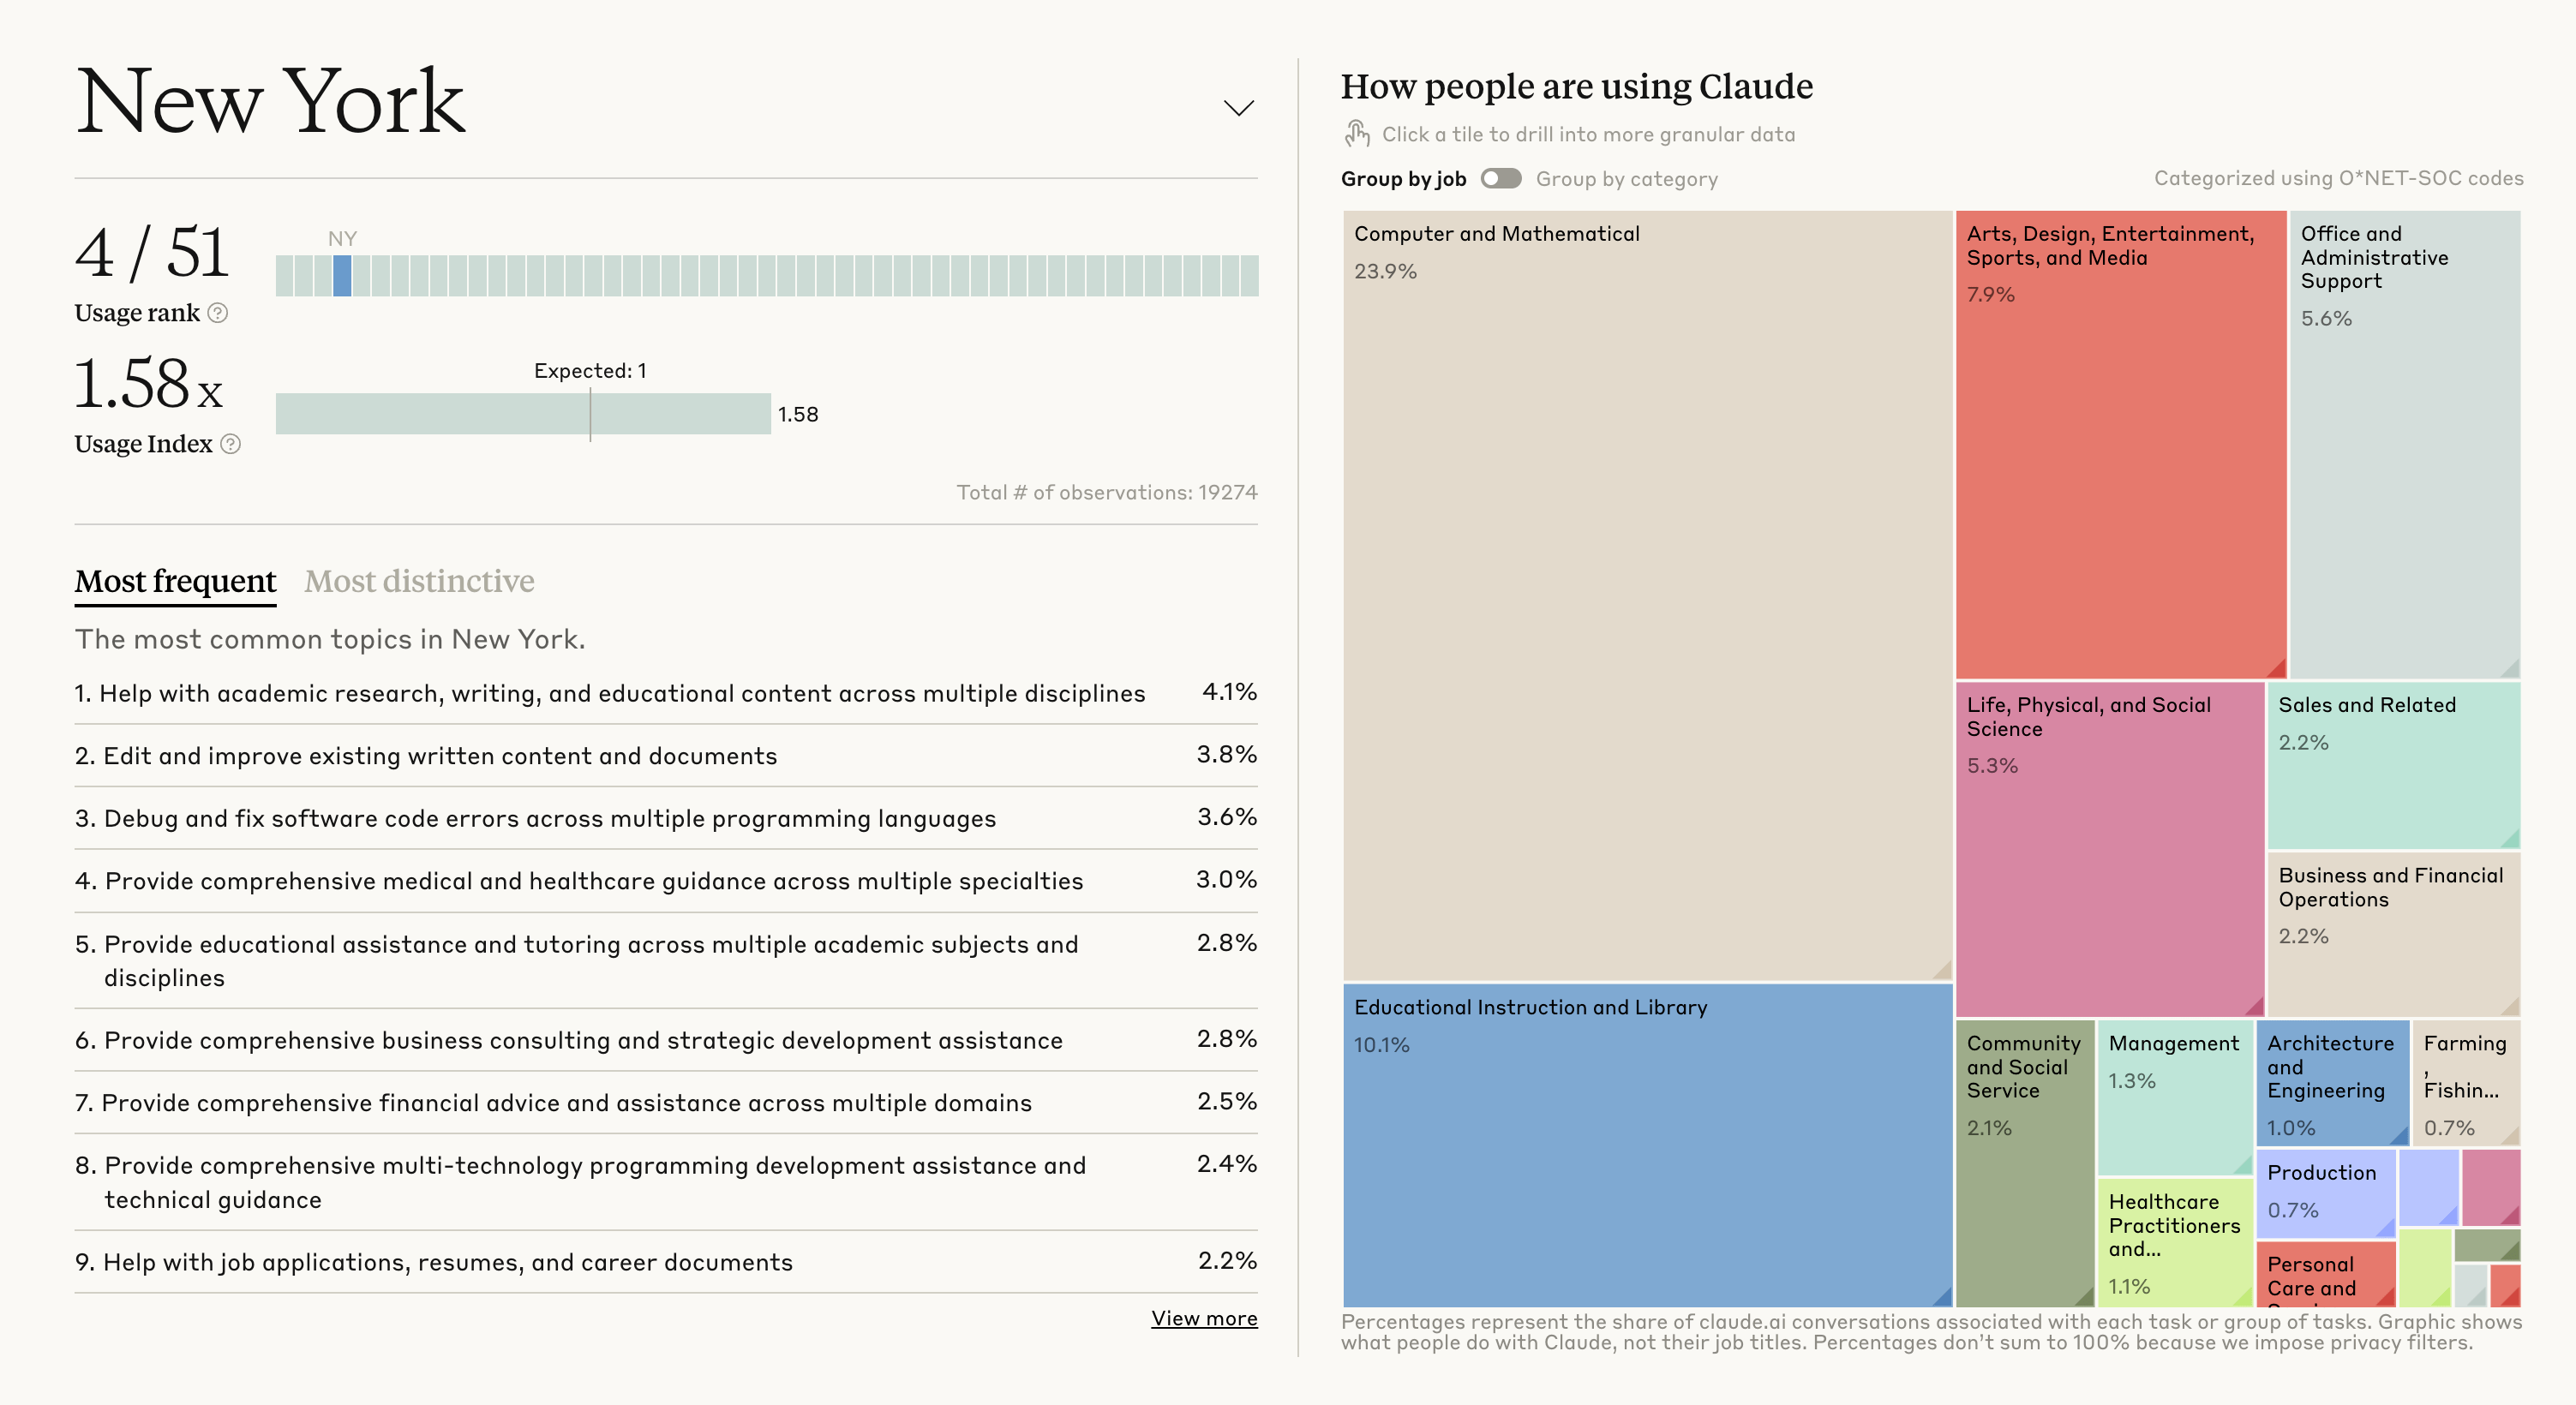 New York
4 / 51
Usage rank
NY
1.58 x
Usage Index
Expected: 1
1.58
Total # of observations: 19274
Most frequent Most distinctive
The most common topics in New York.
1. Help with academic research, writing, and educational content across multiple disciplines 4.1%
2. Edit and improve existing written content and documents 3.8%
3. Debug and fix software code errors across multiple programming languages 3.6%
4. Provide comprehensive medical and healthcare guidance across multiple specialties 3.0%
5. Provide educational assistance and tutoring across multiple academic subjects and 2.8%
disciplines
6. Provide comprehensive business consulting and strategic development assistance 2.8%
7. Provide comprehensive financial advice and assistance across multiple domains 2.5%
8. Provide comprehensive multi-technology programming development assistance and 2.4%
technical guidance
9. Help with job applications, resumes, and career documents 2.2%
View more
How people are using Claude
Click a tile to drill into more granular data
Group by job Group by category
Categorized using O*NET-SOC codes
Computer and Mathematical
23.9%
Arts, Design, Entertainment,
Sports, and Media
7.9%
Office and
Administrative
Support
5.6%
Life, Physical, and Social
Science
5.3%
Sales and Related
2.2%
Business and Financial
Operations
2.2%
Educational Instruction and Library
10.1%
Community
and Social
Service
2.1%
Management
1.3%
Healthcare
Practitioners
and...
1.1%
Architecture
and
Engineering
1.0%
Farming
,
Fishin...
0.7%
Production
0.7%
Personal
Care and
Percentages represent the share of claude.ai conversations associated with each task or group of tasks. Graphic shows
what people do with Claude, not their job titles. Percentages don't sum to 100% because we impose privacy filters.